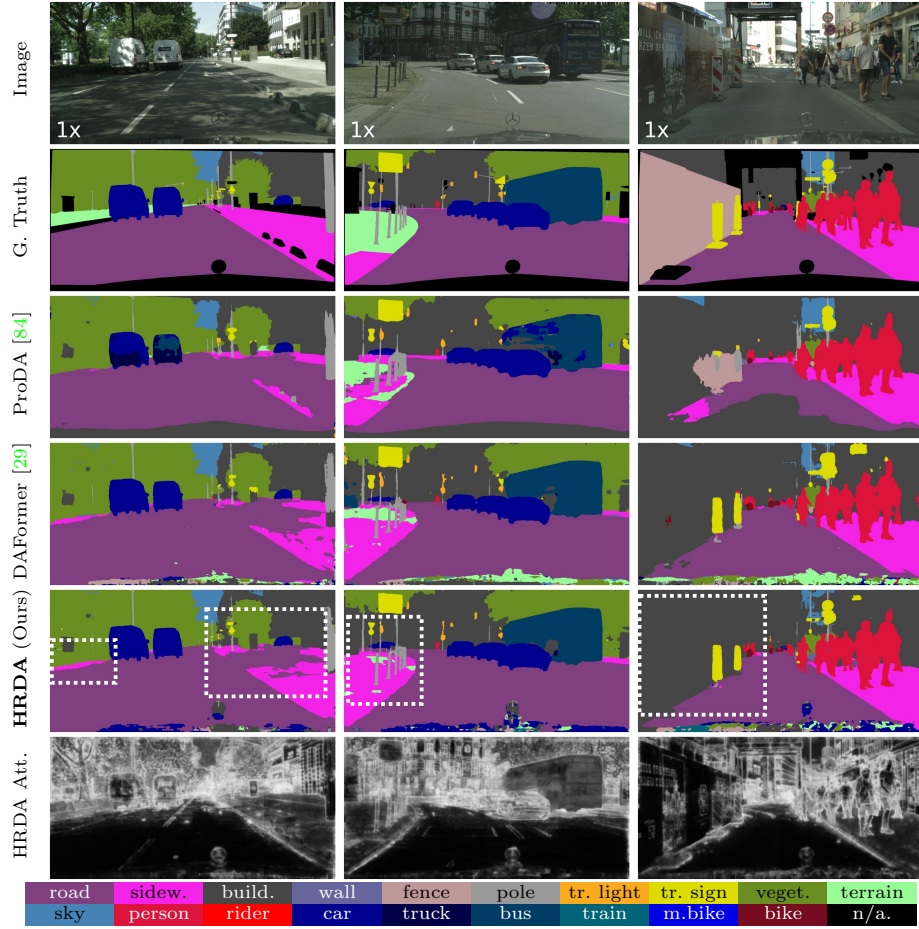 Image
1x
1x
1x
G. Truth
ProDA [84]
DAFormer [29]
HRDA (Ours)
HRDA Att.
road sidew. build. wall fence pole tr. light tr. sign veget. terrain
sky person rider car truck bus train m.bike bike n/a.